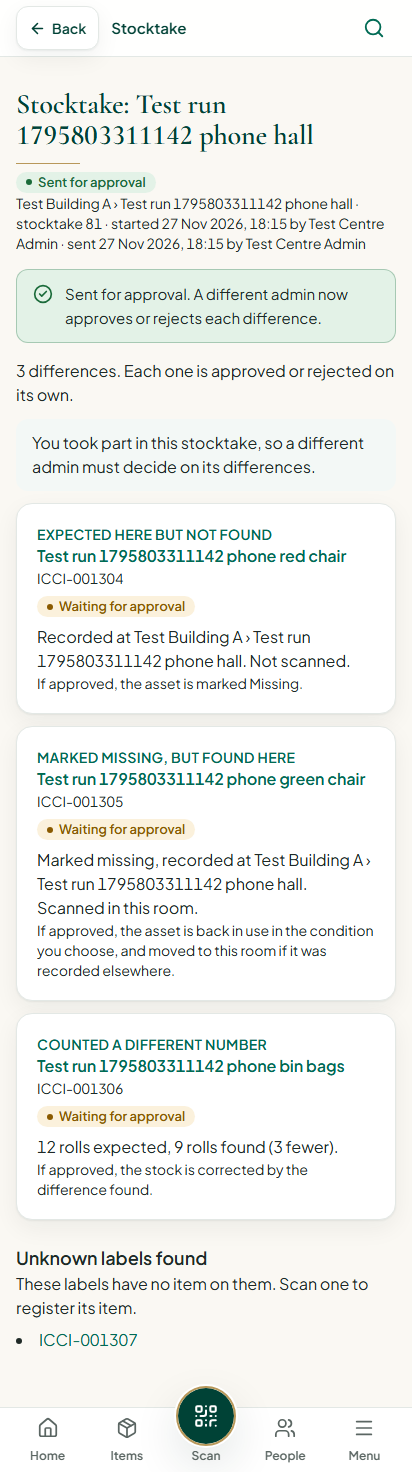 Back Stocktake
Stocktake: Test run
1795803311142 phone hall
Sent for approval
Test Building A › Test run 1795803311142 phone hall ·
stocktake 81 · started 27 Nov 2026, 18:15 by Test Centre
Admin · sent 27 Nov 2026, 18:15 by Test Centre Admin
Sent for approval. A different admin now
approves or rejects each difference.
3 differences. Each one is approved or rejected on
its own.
You took part in this stocktake, so a different
admin must decide on its differences.
EXPECTED HERE BUT NOT FOUND
Test run 1795803311142 phone red chair
ICCI-001304
Waiting for approval
Recorded at Test Building A › Test run
1795803311142 phone hall. Not scanned.
If approved, the asset is marked Missing.
MARKED MISSING, BUT FOUND HERE
Test run 1795803311142 phone green chair
ICCI-001305
Waiting for approval
Marked missing, recorded at Test Building A ›
Test run 1795803311142 phone hall.
Scanned in this room.
If approved, the asset is back in use in the condition
you choose, and moved to this room if it was
recorded elsewhere.
COUNTED A DIFFERENT NUMBER
Test run 1795803311142 phone bin bags
ICCI-001306
Waiting for approval
12 rolls expected, 9 rolls found (3 fewer).
If approved, the stock is corrected by the
difference found.
Unknown labels found
These labels have no item on them. Scan one to
register its item.
ICCI-001307
Home Items Scan People Menu